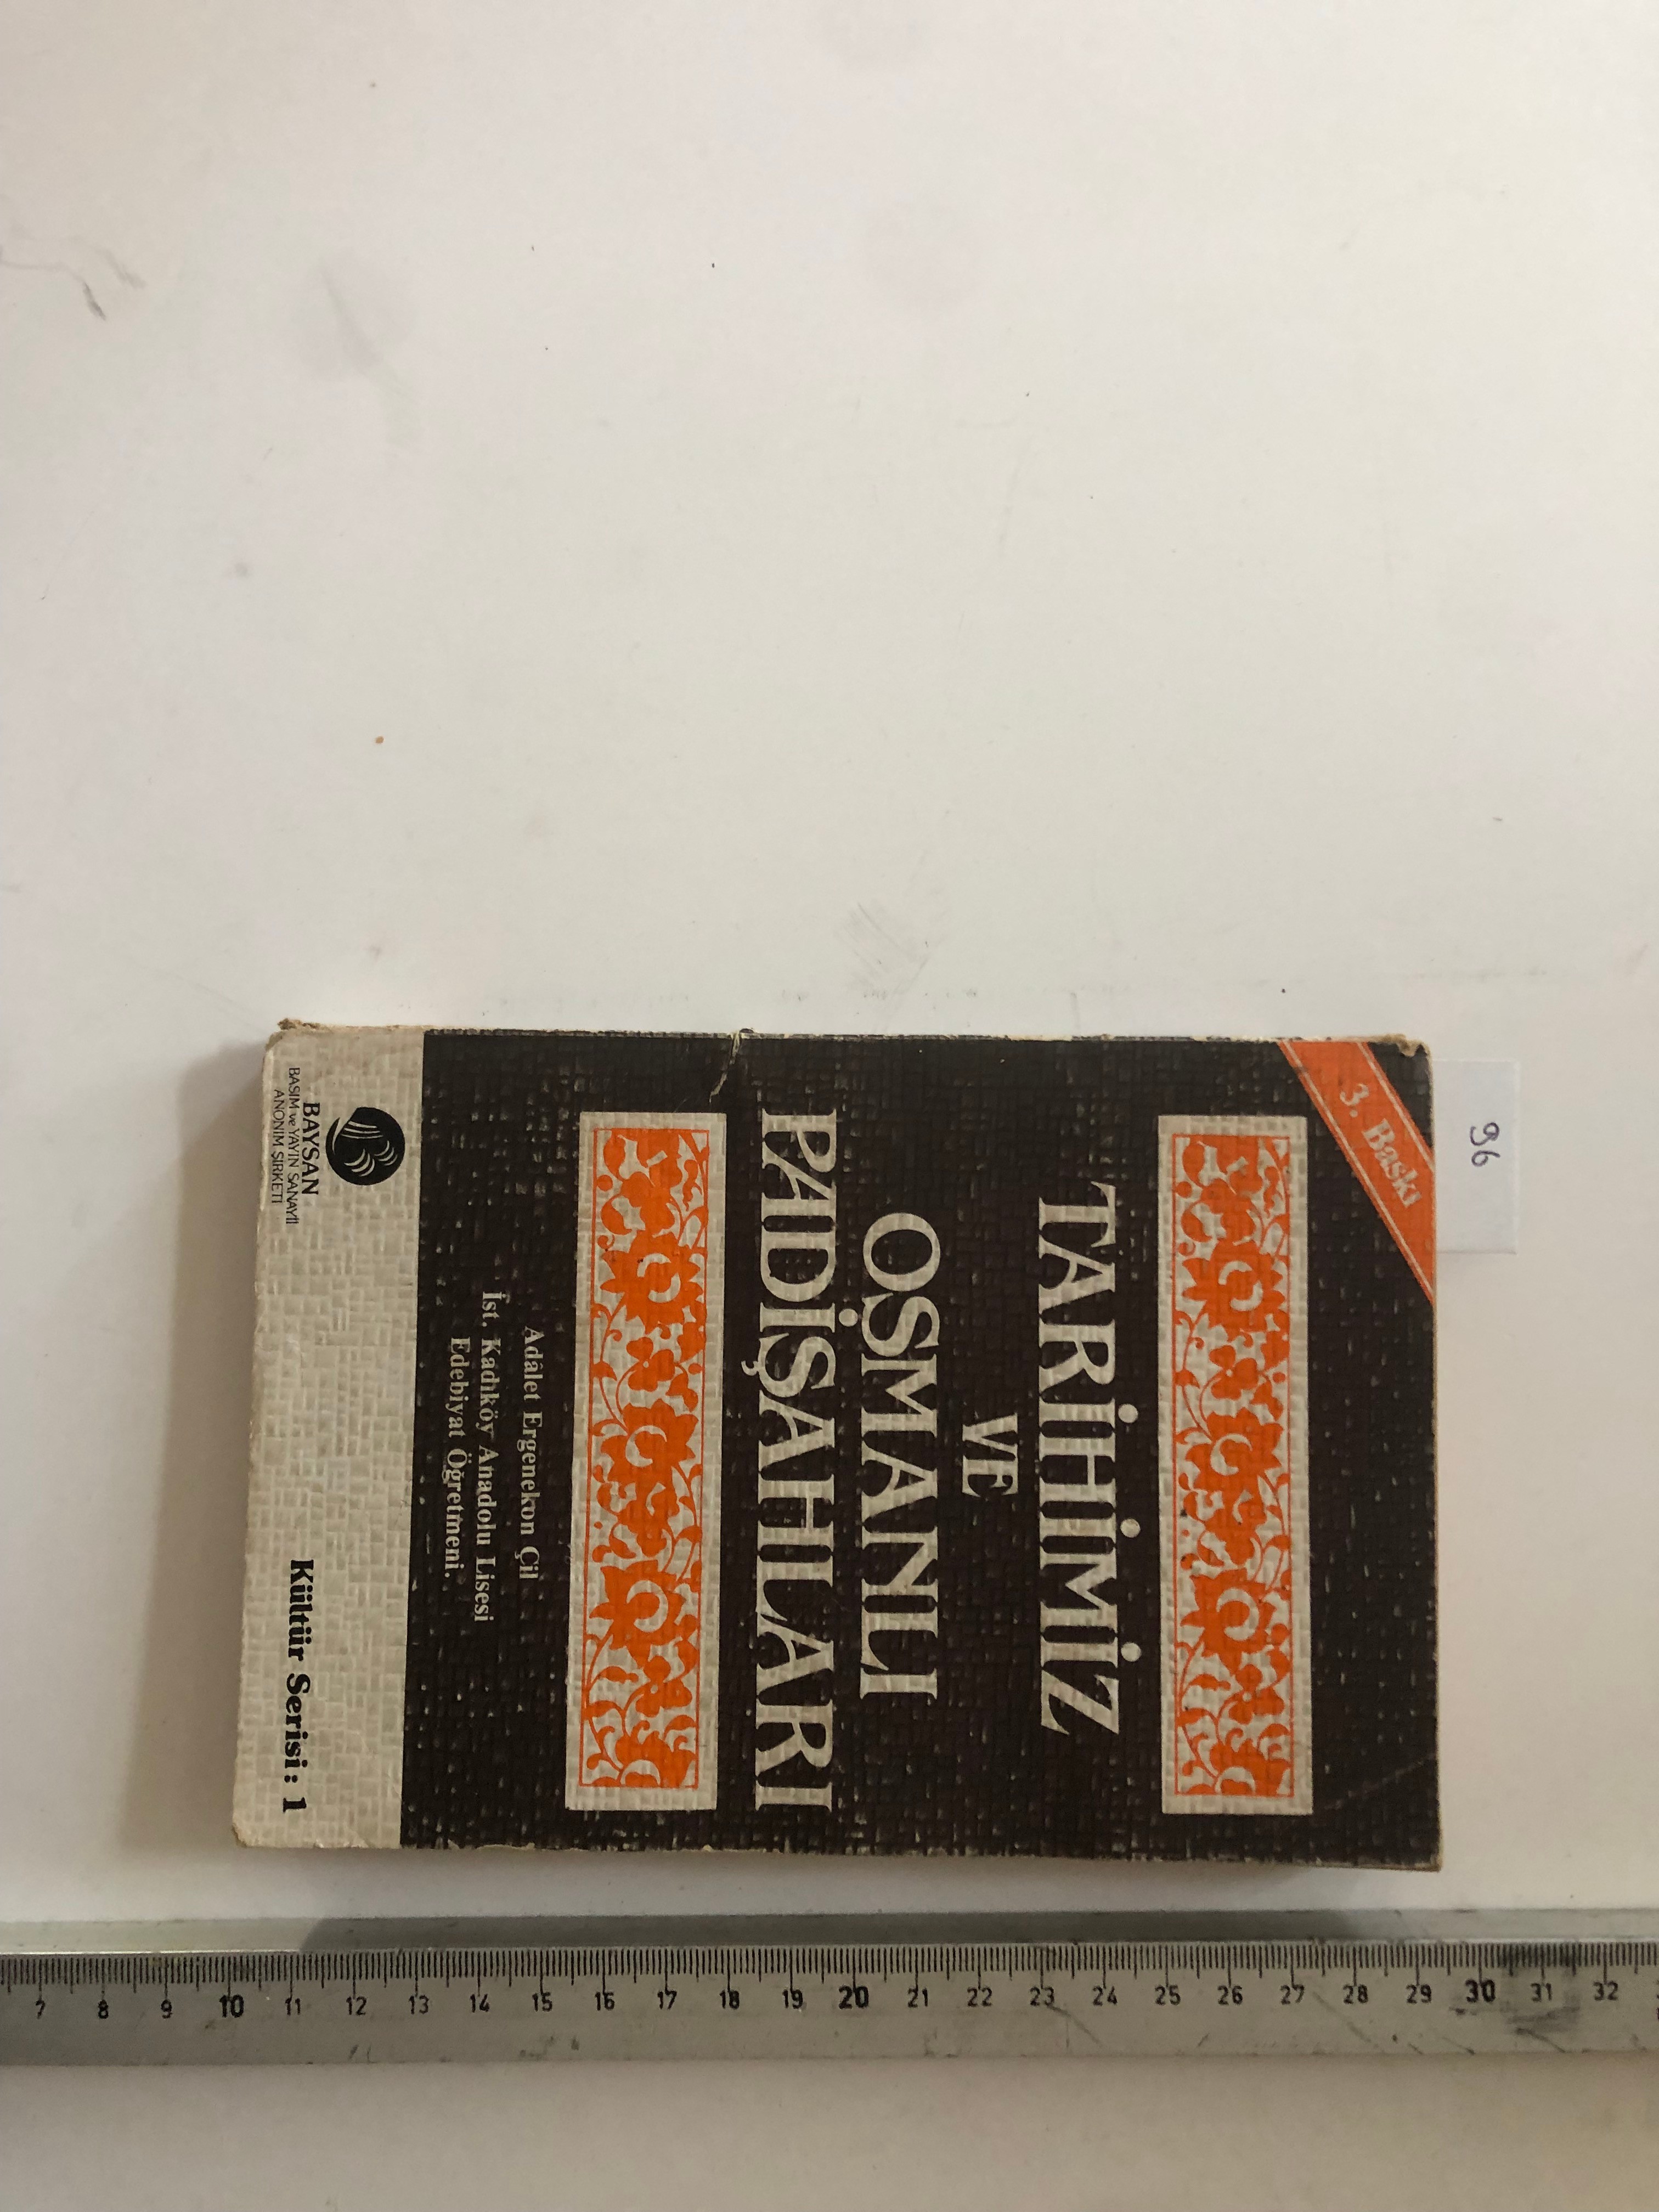 96
3. Baskı
TARİHİMİZ
VE
OSMANLI
PADİŞAHLARI
Adâlet Ergenekon Çil
İst. Kadıköy Anadolu Lisesi
Edebiyat Öğretmeni.
BAYSAN
BASIM ve YAYIN SANAYİİ
ANONİM ŞİRKETİ
Kültür Serisi: 1
7 8 9 10 11 12 13 14 15 16 17 18 19 20 21 22 23 24 25 26 27 28 29 30 31 32